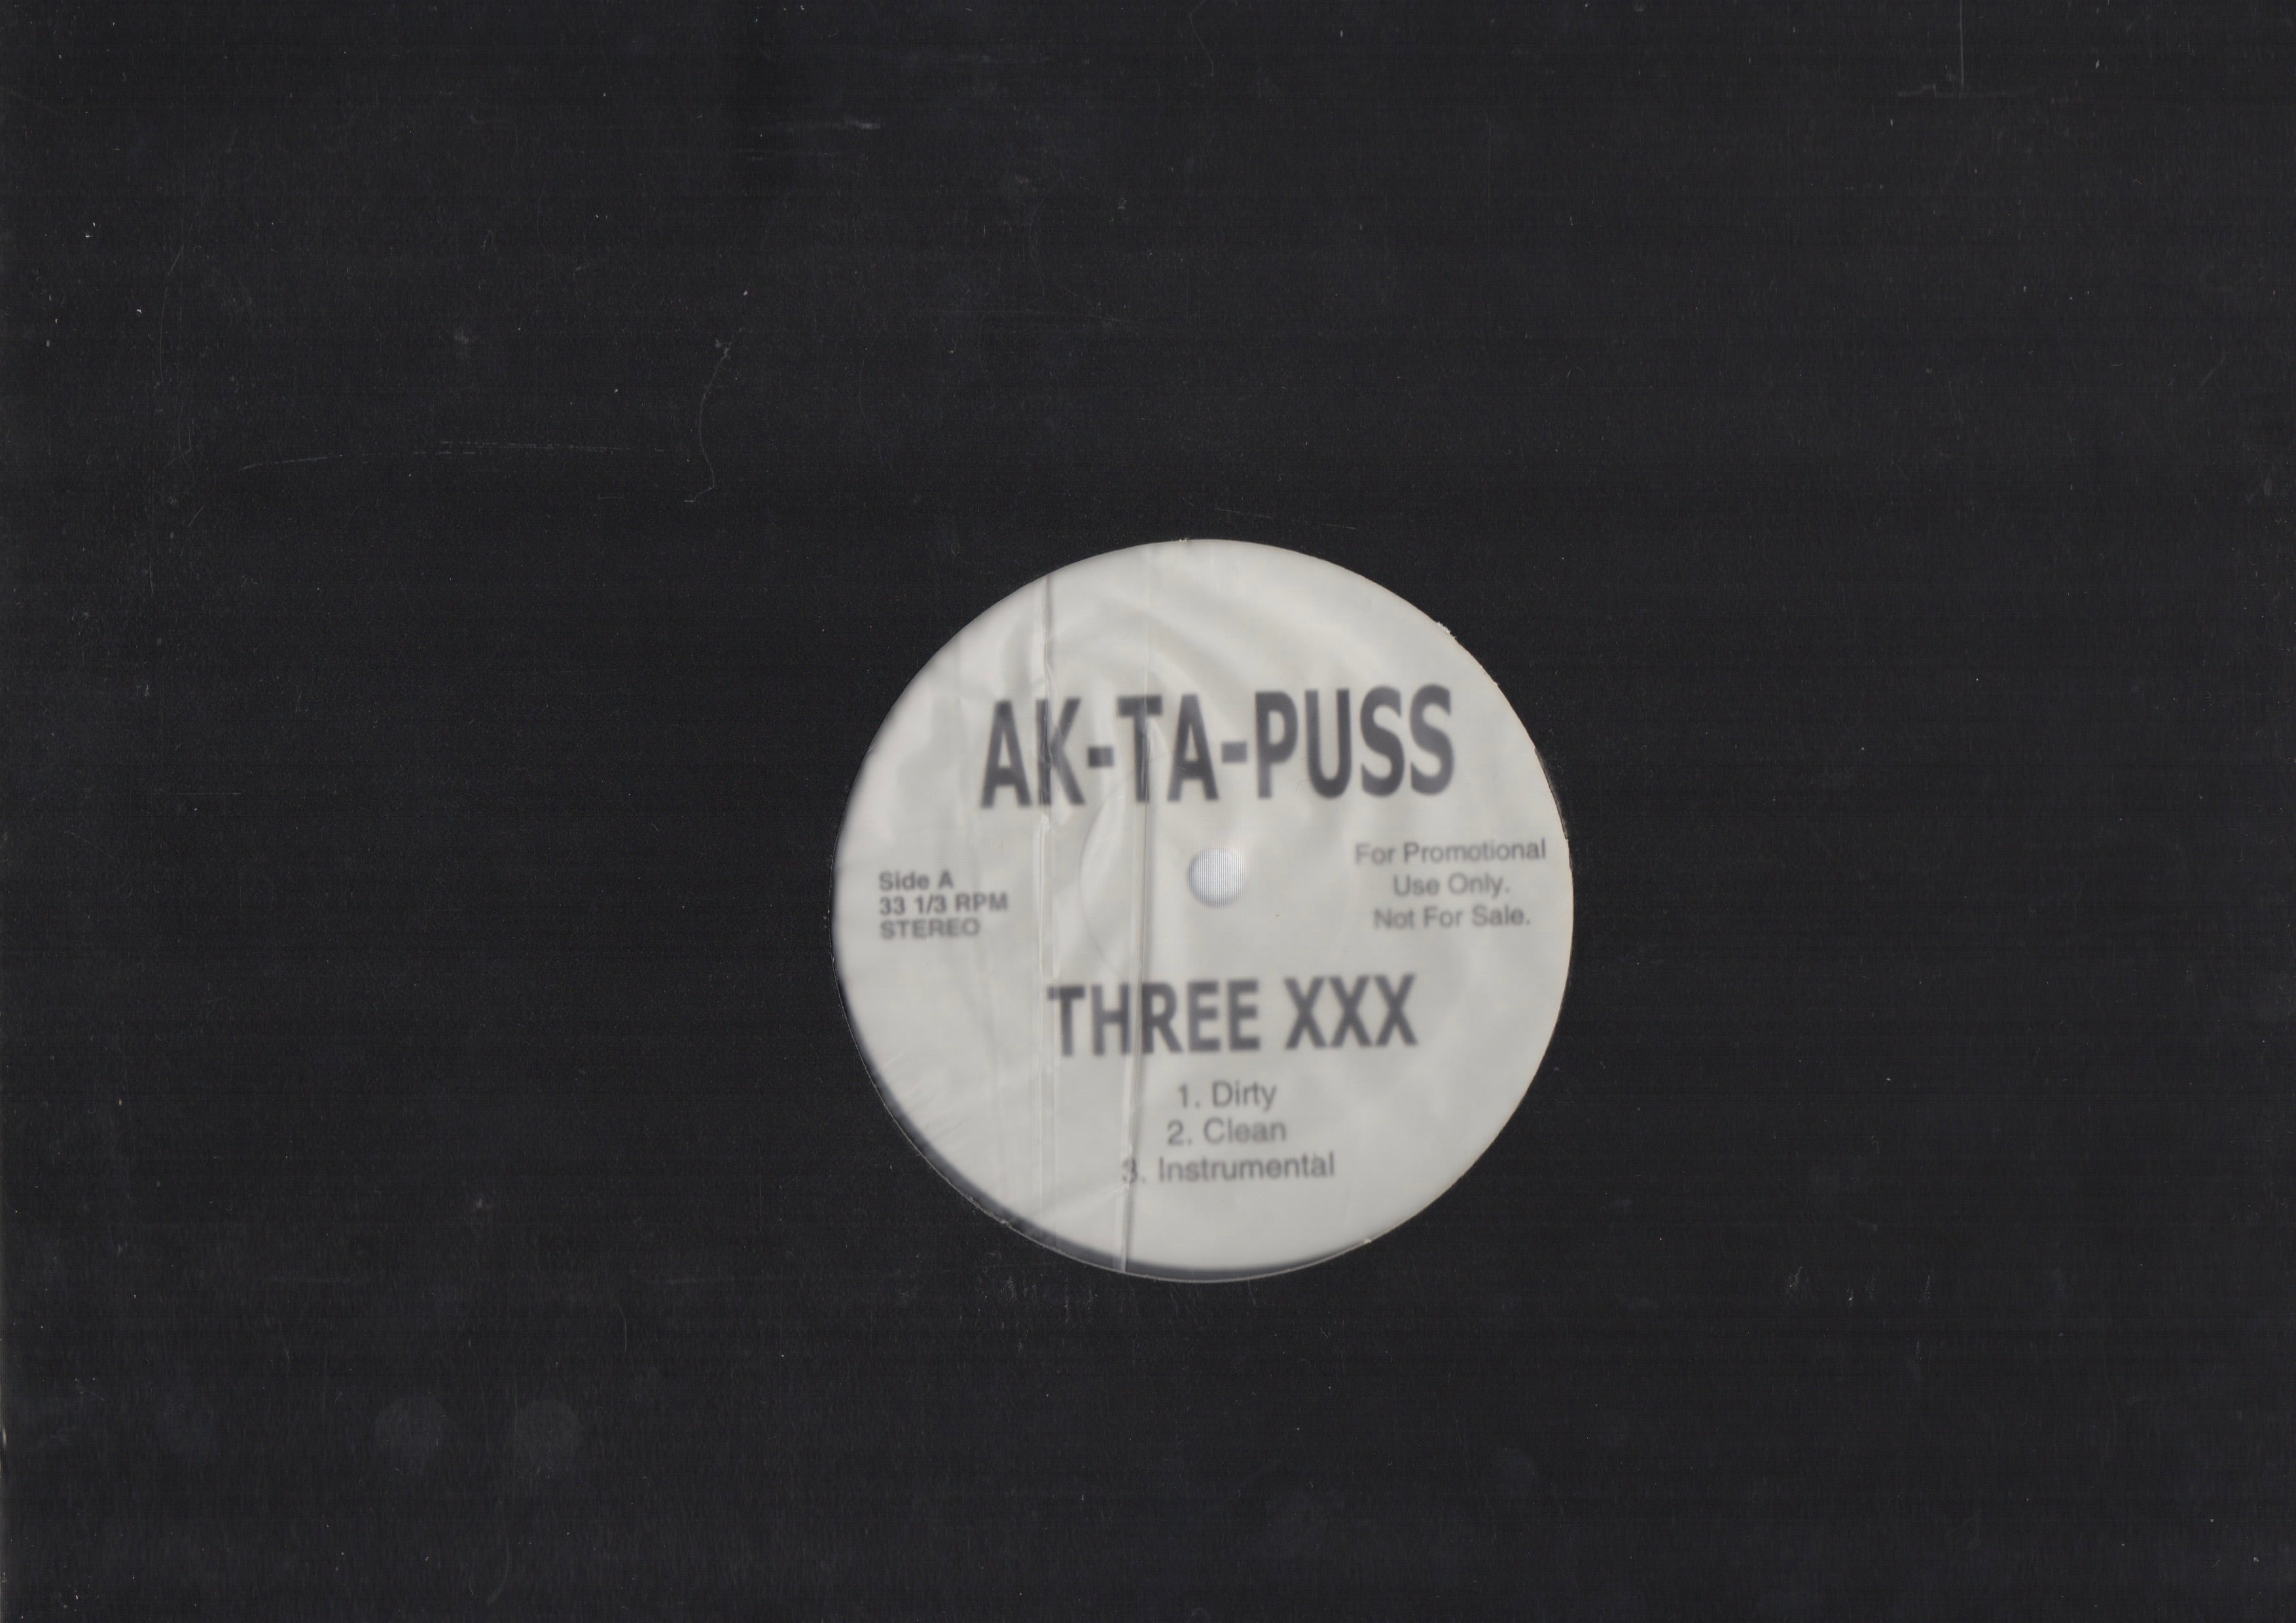 AK-TA-PUSS
Side A
33 1/3 RPM
STEREO
For Promotional
Use Only.
Not For Sale.
THREE XXX
1. Dirty
2. Clean
3. Instrumental